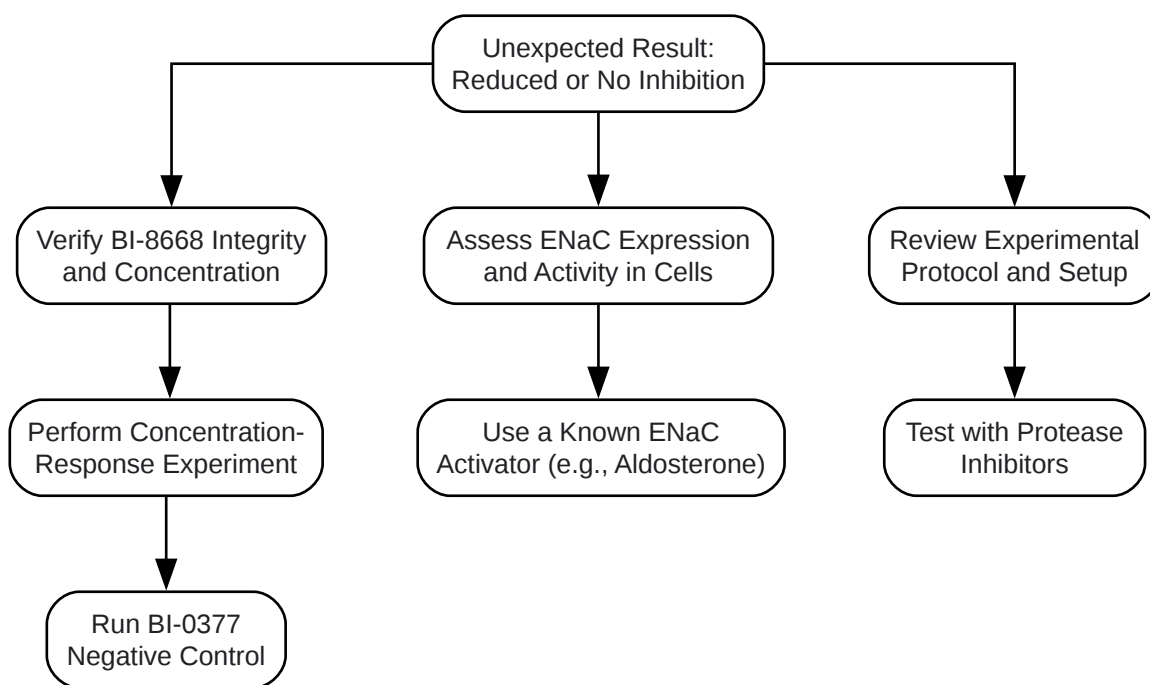 Unexpected Result:
Reduced or No Inhibition
Verify BI-8668 Integrity
and Concentration
Assess ENaC Expression
and Activity in Cells
Review Experimental
Protocol and Setup
Perform Concentration-
Response Experiment
Use a Known ENaC
Activator (e.g., Aldosterone)
Test with Protease
Inhibitors
Run BI-0377
Negative Control